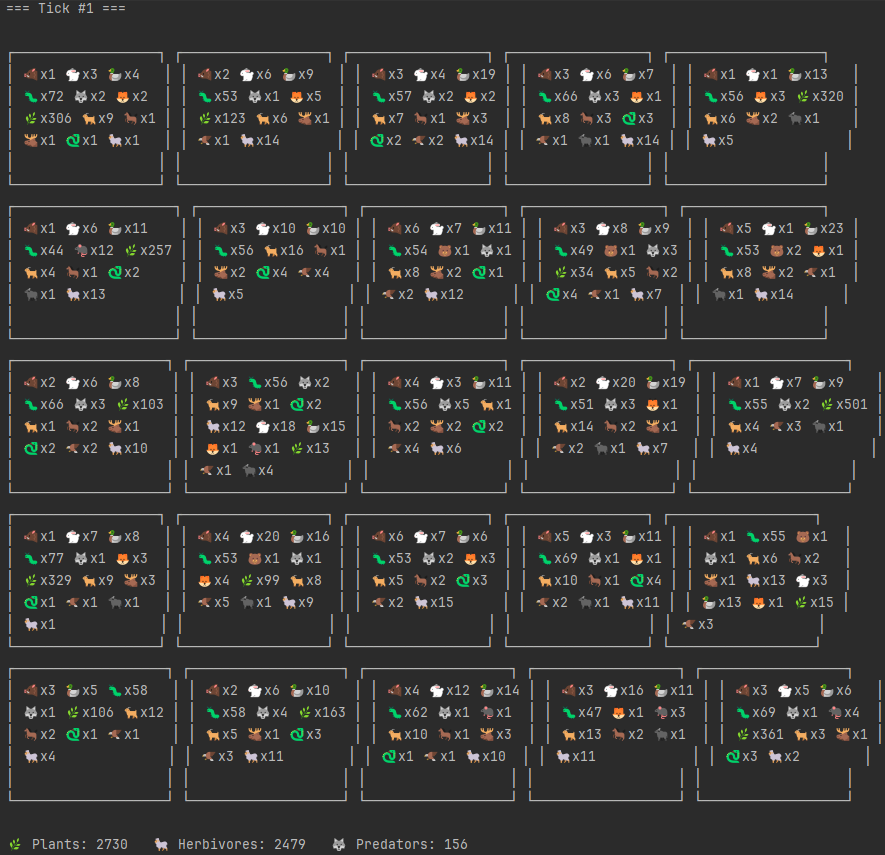 === Tick #1 ===
🐗x1 🐁x3 🦆x4 🐗x2 🐁x6 🦆x9 🐗x3 🐁x4 🦆x19 🐗x3 🐁x6 🦆x7 🐗x1 🐁x1 🦆x13
🐛x72 🐺x2 🦊x2 🐛x53 🐺x1 🦊x5 🐛x57 🐺x2 🦊x2 🐛x66 🐺x3 🦊x1 🐛x56 🦊x3 🌿x320
🌿x306 🐐x9 🐎x1 🌿x123 🐐x6 🫎x1 🐐x7 🐎x1 🫎x3 🐐x8 🐎x3 🐍x3 🐐x6 🫎x2 🐃x1
🫎x1 🐍x1 🐑x1 🦅x1 🐑x14 🐍x2 🦅x2 🐑x14 🦅x1 🐃x1 🐑x14 🐑x5
🐗x1 🐁x6 🦆x11 🐗x3 🐁x10 🦆x10 🐗x6 🐁x7 🦆x11 🐗x3 🐁x8 🦆x9 🐗x5 🐁x1 🦆x23
🐛x44 🐇x12 🌿x257 🐛x56 🐐x16 🐎x1 🐛x54 🐻x1 🐺x1 🐛x49 🐻x1 🐺x3 🐛x53 🐻x2 🦊x1
🐐x4 🐎x1 🐍x2 🫎x2 🐍x4 🦅x4 🐐x8 🫎x2 🐍x1 🌿x34 🐐x5 🐎x2 🐐x8 🫎x2 🦅x1
🐃x1 🐑x13 🐑x5 🦅x2 🐑x12 🐍x4 🦅x1 🐑x7 🐃x1 🐑x14
🐗x2 🐁x6 🦆x8 🐗x3 🐛x56 🐺x2 🐗x4 🐁x3 🦆x11 🐗x2 🐁x20 🦆x19 🐗x1 🐁x7 🦆x9
🐛x66 🐺x3 🌿x103 🐐x9 🫎x1 🐍x2 🐛x56 🐺x5 🐐x1 🐛x51 🐺x3 🦊x1 🐛x55 🐺x2 🌿x501
🐐x1 🐎x2 🫎x1 🐑x12 🐁x18 🦆x15 🐎x2 🫎x2 🐍x2 🐐x14 🐎x2 🫎x1 🐐x4 🦅x3 🐃x1
🐍x2 🦅x2 🐑x10 🦊x1 🐇x1 🌿x13 🦅x4 🐑x6 🦅x2 🐃x1 🐑x7 🐑x4
🦅x1 🐃x4
🐗x1 🐁x7 🦆x8 🐗x4 🐁x20 🦆x16 🐗x6 🐁x7 🦆x6 🐗x5 🐁x3 🦆x11 🐗x1 🐛x55 🐻x1
🐛x77 🐺x1 🦊x3 🐛x53 🐻x1 🐺x1 🐛x53 🐺x2 🦊x3 🐛x69 🐺x1 🦊x1 🐺x1 🐐x6 🐎x2
🌿x329 🐐x9 🫎x3 🦊x4 🌿x99 🐐x8 🐐x5 🐎x2 🐍x3 🐐x10 🐎x1 🐍x4 🫎x1 🐑x13 🐁x3
🐍x1 🦅x1 🐃x1 🦅x5 🐃x1 🐑x9 🦅x2 🐑x15 🦅x2 🐃x1 🐑x11 🦆x13 🦊x1 🌿x15
🐑x1 🦅x3
🐗x3 🦆x5 🐛x58 🐗x2 🐁x6 🦆x10 🐗x4 🐁x12 🦆x14 🐗x3 🐁x16 🦆x11 🐗x3 🐁x5 🦆x6
🐺x1 🌿x106 🐐x12 🐛x58 🐺x4 🌿x163 🐛x62 🐺x1 🐇x1 🐛x47 🦊x1 🐇x3 🐛x69 🐺x1 🐇x4
🐎x2 🐍x1 🦅x1 🐐x5 🫎x1 🐍x3 🐐x10 🐎x1 🫎x3 🐐x13 🐎x2 🐃x1 🌿x361 🐐x3 🫎x1
🐑x4 🦅x3 🐑x11 🐍x1 🦅x1 🐑x10 🐑x11 🐍x3 🐑x2
🌿 Plants: 2730 🐑 Herbivores: 2479 🐺 Predators: 156